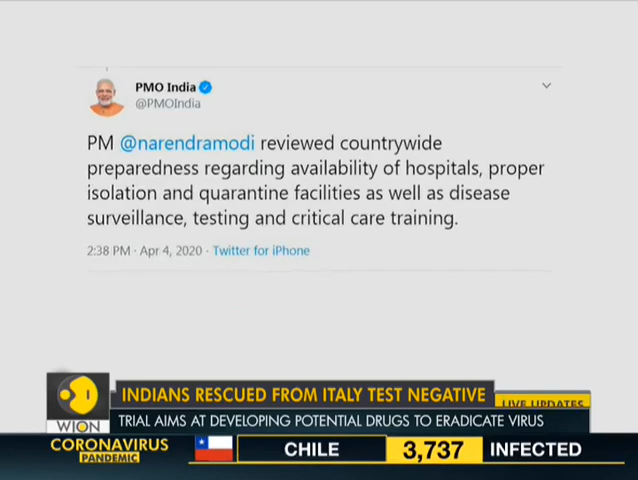 PMO India
@PMOIndia
PM @narendramodi reviewed countrywide
preparedness regarding availability of hospitals, proper
isolation and quarantine facilities as well as disease
surveillance, testing and critical care training.
2:38 PM · Apr 4, 2020 · Twitter for iPhone
INDIANS RESCUED FROM ITALY TEST NEGATIVE
LIVE UPDATES
WION
TRIAL AIMS AT DEVELOPING POTENTIAL DRUGS TO ERADICATE VIRUS
CORONAVIRUS
PANDEMIC
CHILE 3,737 INFECTED